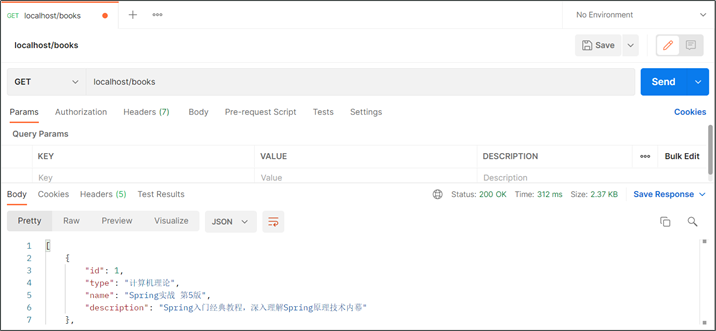 GET localhost/books
No Environment
localhost/books
Save
GET localhost/books Send
Params Authorization Headers (7) Body Pre-request Script Tests Settings Cookies
Query Params
KEY VALUE DESCRIPTION Bulk Edit
Key Value Description
Body Cookies Headers (5) Test Results Status: 200 OK Time: 312 ms Size: 2.37 KB Save Response
Pretty Raw Preview Visualize JSON
1 [
2 {
3 "id": 1,
4 "type": "计算机理论",
5 "name": "Spring实战 第5版",
6 "description": "Spring入门经典教程，深入理解Spring原理技术内幕"
7 },